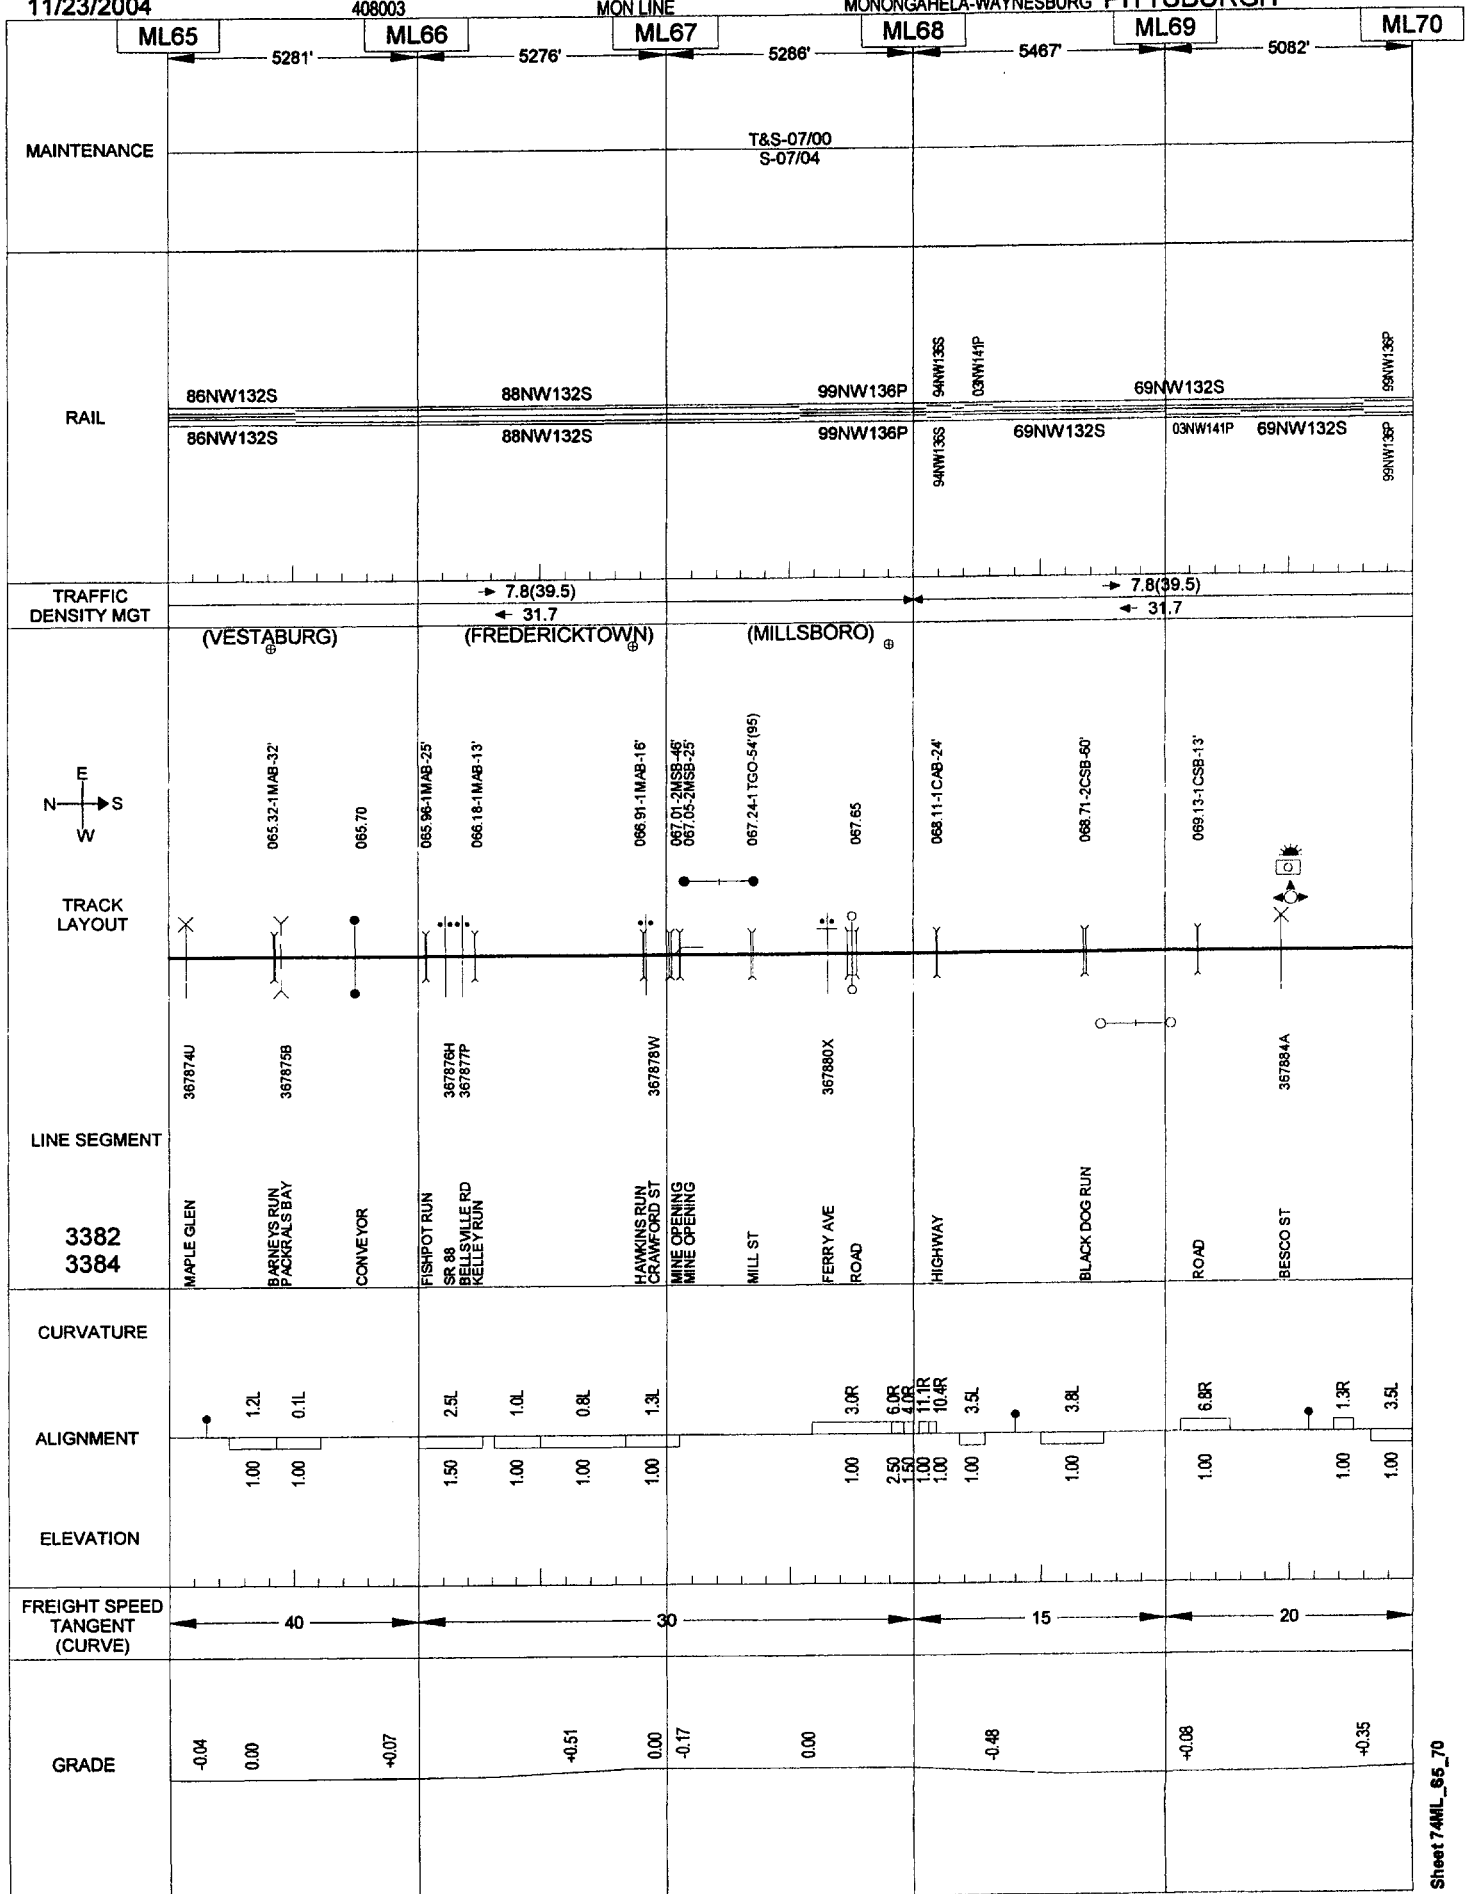 11/23/2004 408003 MON LINE MONONGAHELA-WAYNESBURG PITTSBURGH
ML65 ML66 ML67 ML68 ML69 ML70
5281' 5276' 5286' 5467' 5082'
MAINTENANCE
T&S-07/00
S-07/04
RAIL
94NW136S 03NW141P 99NW136P
86NW132S 88NW132S 99NW136P 69NW132S
86NW132S 88NW132S 99NW136P 69NW132S 03NW141P 69NW132S
94NW136S 99NW136P
TRAFFIC
DENSITY MGT
7.8(39.5) 7.8(39.5)
31.7 31.7
(VESTABURG) (FREDERICKTOWN) (MILLSBORO)
E
N S
W
065.32-1MAB-32'
065.70
065.96-1MAB-25'
066.18-1MAB-13'
066.91-1MAB-16'
067.01-2MSB-46'
067.05-2MSB-25'
067.24-1TGO-54'(95)
067.65
068.11-1CAB-24'
068.71-2CSB-60'
069.13-1CSB-13'
TRACK
LAYOUT
367874U
367875B
367876H
367877P
367878W
367880X
367884A
LINE SEGMENT
3382
3384
MAPLE GLEN
BARNEYS RUN
PACKRALS BAY
CONVEYOR
FISHPOT RUN
SR 88
BELLSVILLE RD
KELLEY RUN
HAWKINS RUN
CRAWFORD ST
MINE OPENING
MINE OPENING
MILL ST
FERRY AVE
ROAD
HIGHWAY
BLACK DOG RUN
ROAD
BESCO ST
CURVATURE
1.2L 0.1L 2.5L 1.0L 0.8L 1.3L 3.0R 6.0R 4.0R 11.1R 10.4R 3.5L 3.8L 6.8R 1.3R 3.5L
ALIGNMENT
1.00 1.00 1.50 1.00 1.00 1.00 1.00 2.50 1.50 1.00 1.00 1.00 1.00 1.00 1.00 1.00
ELEVATION
FREIGHT SPEED
TANGENT
(CURVE)
40 30 15 20
GRADE
-0.04 0.00 +0.07 +0.51 0.00 -0.17 0.00 -0.48 +0.08 +0.35
Sheet 74ML_65_70